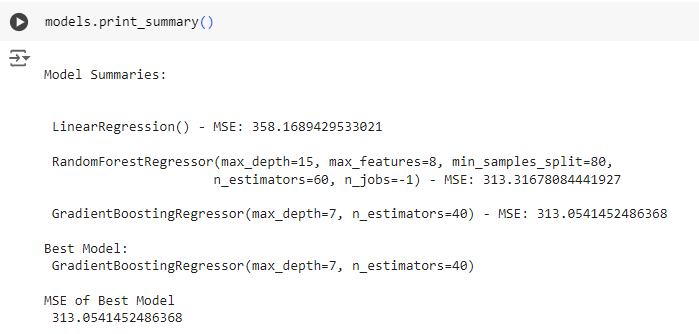 models.print_summary()
Model Summaries:
LinearRegression() - MSE: 358.1689429533021
RandomForestRegressor(max_depth=15, max_features=8, min_samples_split=80,
n_estimators=60, n_jobs=-1) - MSE: 313.31678084441927
GradientBoostingRegressor(max_depth=7, n_estimators=40) - MSE: 313.0541452486368
Best Model:
GradientBoostingRegressor(max_depth=7, n_estimators=40)
MSE of Best Model
313.0541452486368